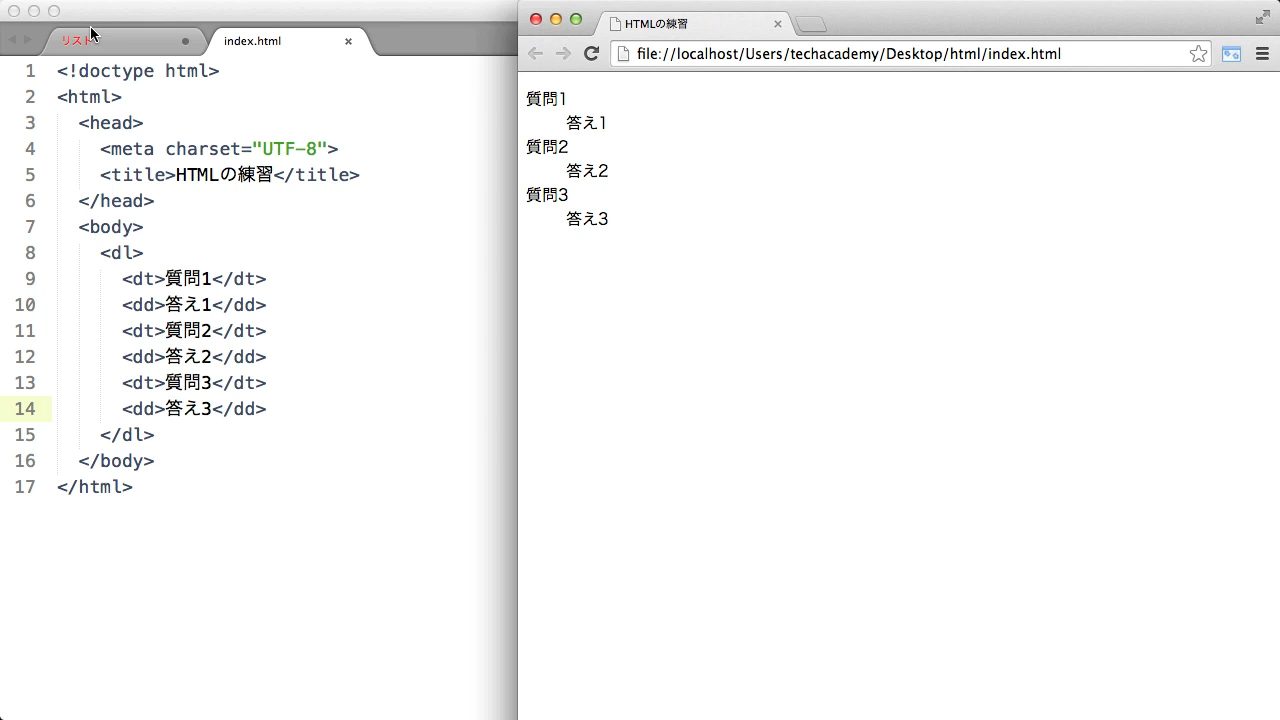 リスト
index.html
1 <!doctype html>
2 <html>
3 <head>
4 <meta charset="UTF-8">
5 <title>HTMLの練習</title>
6 </head>
7 <body>
8 <dl>
9 <dt>質問1</dt>
10 <dd>答え1</dd>
11 <dt>質問2</dt>
12 <dd>答え2</dd>
13 <dt>質問3</dt>
14 <dd>答え3</dd>
15 </dl>
16 </body>
17 </html>
HTMLの練習
file://localhost/Users/techacademy/Desktop/html/index.html
質問1
答え1
質問2
答え2
質問3
答え3